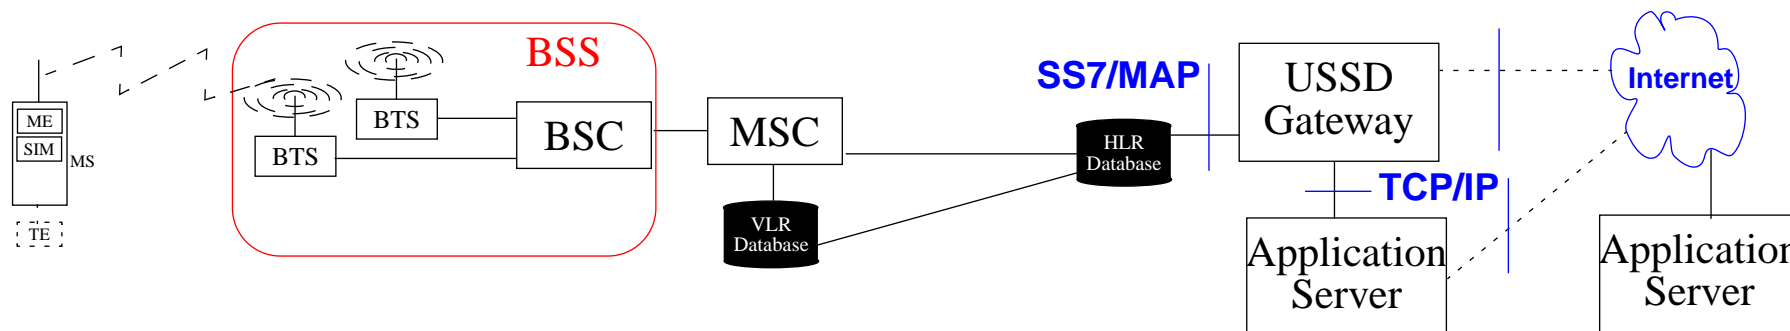 ME
SIM
MS
TE
BSS
BTS
BTS
BSC
MSC
VLR
Database
HLR
Database
SS7/MAP
USSD
Gateway
TCP/IP
Application
Server
Internet
Application
Server